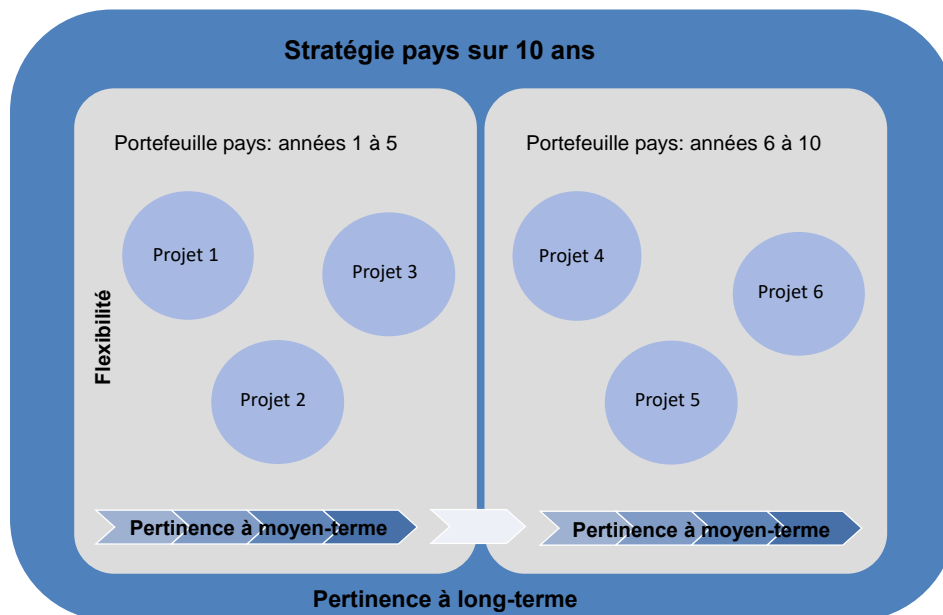 Stratégie pays sur 10 ans
Portefeuille pays: années 1 à 5
Projet 1
Projet 3
Projet 2
Flexibilité
Pertinence à moyen-terme
Portefeuille pays: années 6 à 10
Projet 4
Projet 6
Projet 5
Pertinence à moyen-terme
Pertinence à long-terme